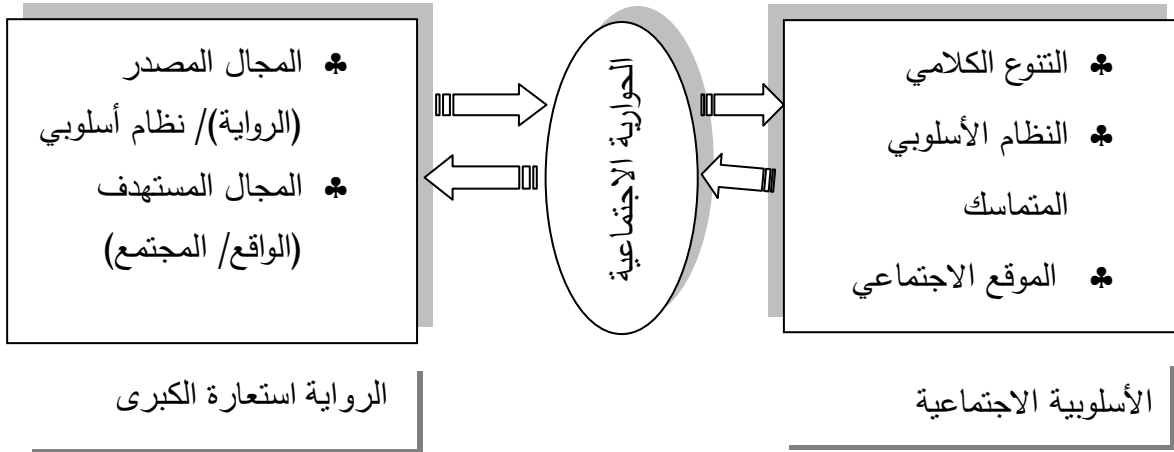 ♣ التنوع الكلامي
♣ النظام الأسلوبي
المتماسك
♣ الموقع الاجتماعي
الأسلوبية الاجتماعية
الحوارية الاجتماعية
♣ المجال المصدر
(الرواية)/ نظام أسلوبي
♣ المجال المستهدف
(الواقع/ المجتمع)
الرواية استعارة الكبرى